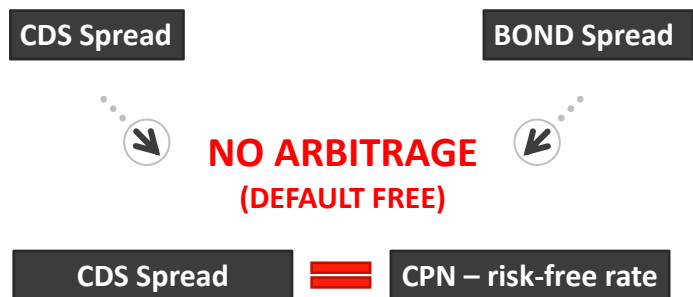 CDS Spread
BOND Spread
NO ARBITRAGE
(DEFAULT FREE)
CDS Spread
CPN – risk-free rate